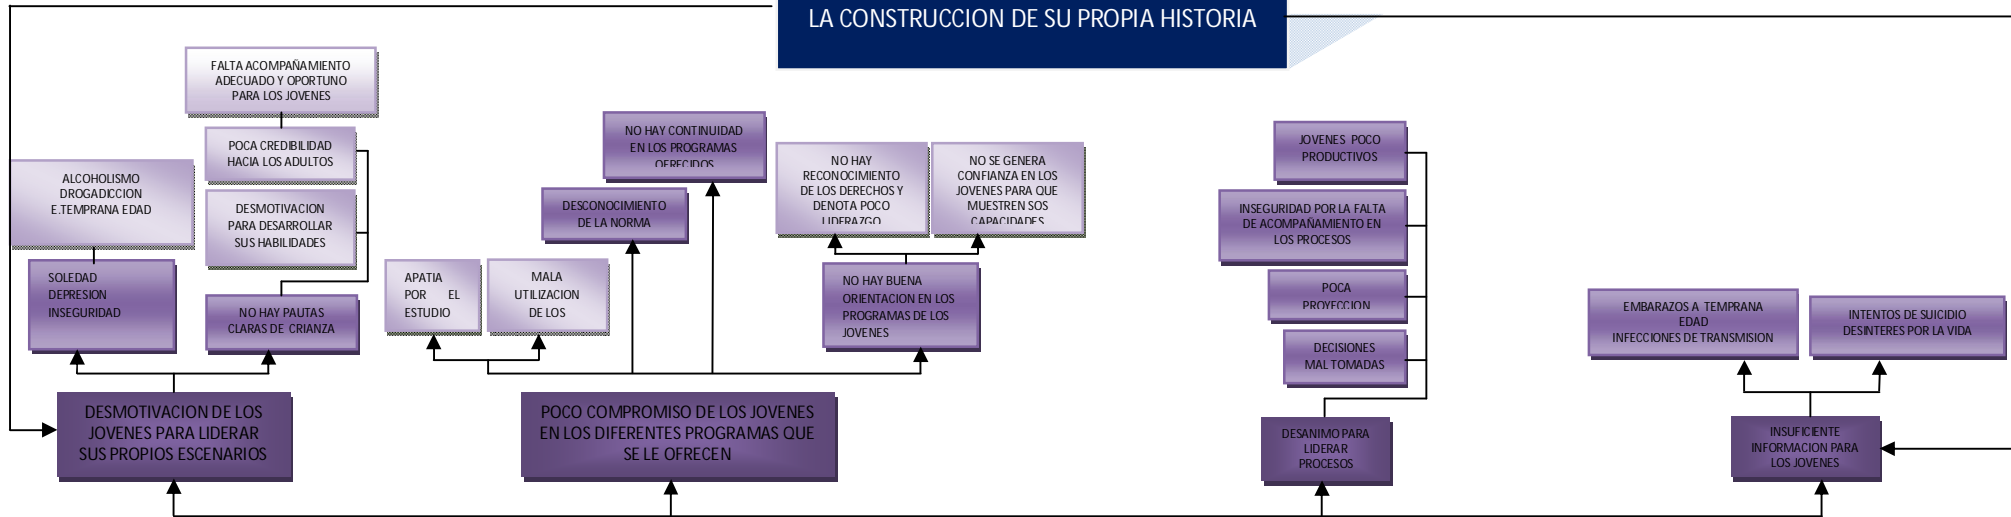 LA CONSTRUCCION DE SU PROPIA HISTORIA
FALTA ACOMPAÑAMIENTO
ADECUADO Y OPORTUNO
PARA LOS JOVENES
POCA CREDIBILIDAD
HACIA LOS ADULTOS
ALCOHOLISMO
DROGADICCION
E.TEMPRANA EDAD
DESMOTIVACION
PARA DESARROLLAR
SUS HABILIDADES
SOLEDAD
DEPRESION
INSEGURIDAD
NO HAY PAUTAS
CLARAS DE CRIANZA
APATIA
POR EL
ESTUDIO
MALA
UTILIZACION
DE LOS
DESCONOCIMIENTO
DE LA NORMA
NO HAY CONTINUIDAD
EN LOS PROGRAMAS
OFRECIDOS
NO HAY
RECONOCIMIENTO
DE LOS DERECHOS Y
DENOTA POCO
LIDERAZGO
NO SE GENERA
CONFIANZA EN LOS
JOVENES PARA QUE
MUESTREN SOS
CAPACIDADES
NO HAY BUENA
ORIENTACION EN LOS
PROGRAMAS DE LOS
JOVENES
JOVENES POCO
PRODUCTIVOS
INSEGURIDAD POR LA FALTA
DE ACOMPAÑAMIENTO EN
LOS PROCESOS
POCA
PROYECCION
DECISIONES
MAL TOMADAS
EMBARAZOS A TEMPRANA
EDAD
INFECCIONES DE TRANSMISION
INTENTOS DE SUICIDIO
DESINTERES POR LA VIDA
DESMOTIVACION DE LOS
JOVENES PARA LIDERAR
SUS PROPIOS ESCENARIOS
POCO COMPROMISO DE LOS JOVENES
EN LOS DIFERENTES PROGRAMAS QUE
SE LE OFRECEN
DESANIMO PARA
LIDERAR
PROCESOS
INSUFICIENTE
INFORMACION PARA
LOS JOVENES